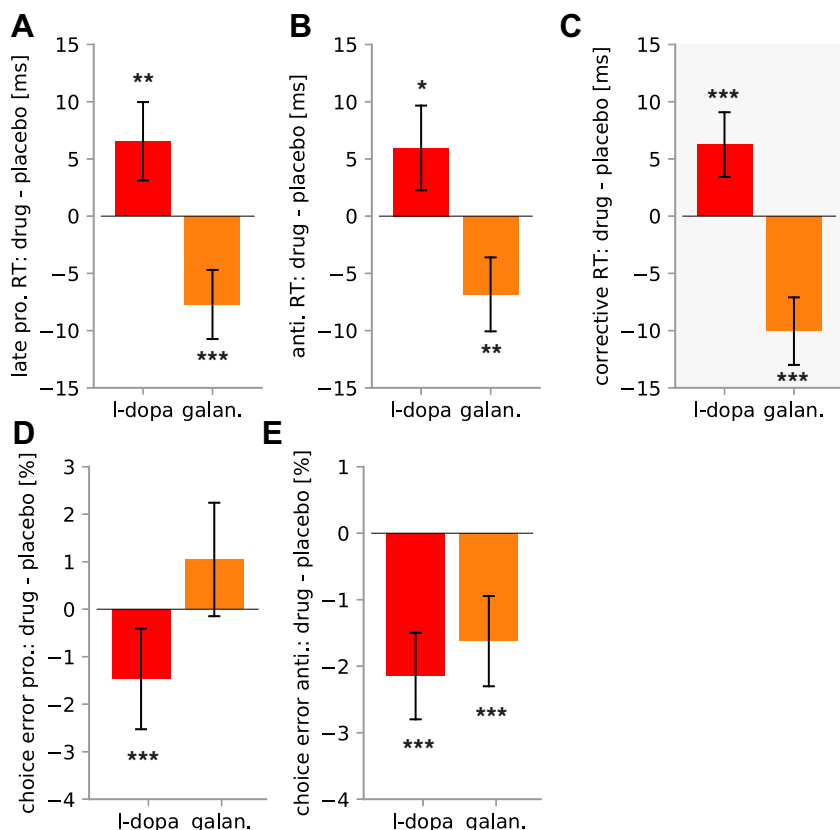 A
late pro. RT: drug - placebo [ms]
15
10
5
0
−5
−10
−15
**
***
l-dopa galan.
B
anti. RT: drug - placebo [ms]
15
10
5
0
−5
−10
−15
*
**
l-dopa galan.
C
corrective RT: drug - placebo [ms]
15
10
5
0
−5
−10
−15
***
***
l-dopa galan.
D
choice error pro.: drug - placebo [%]
3
2
1
0
−1
−2
−3
−4
***
l-dopa galan.
E
choice error anti.: drug - placebo [%]
1
0
−1
−2
−3
−4
***
***
l-dopa galan.